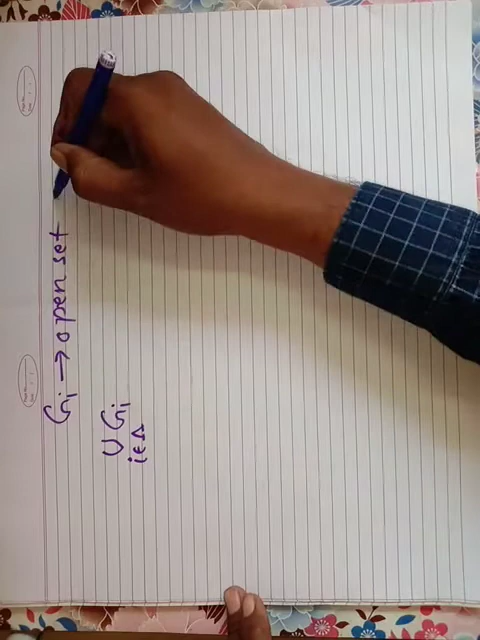 Gi → open set
∪ Gi
i∈Δ